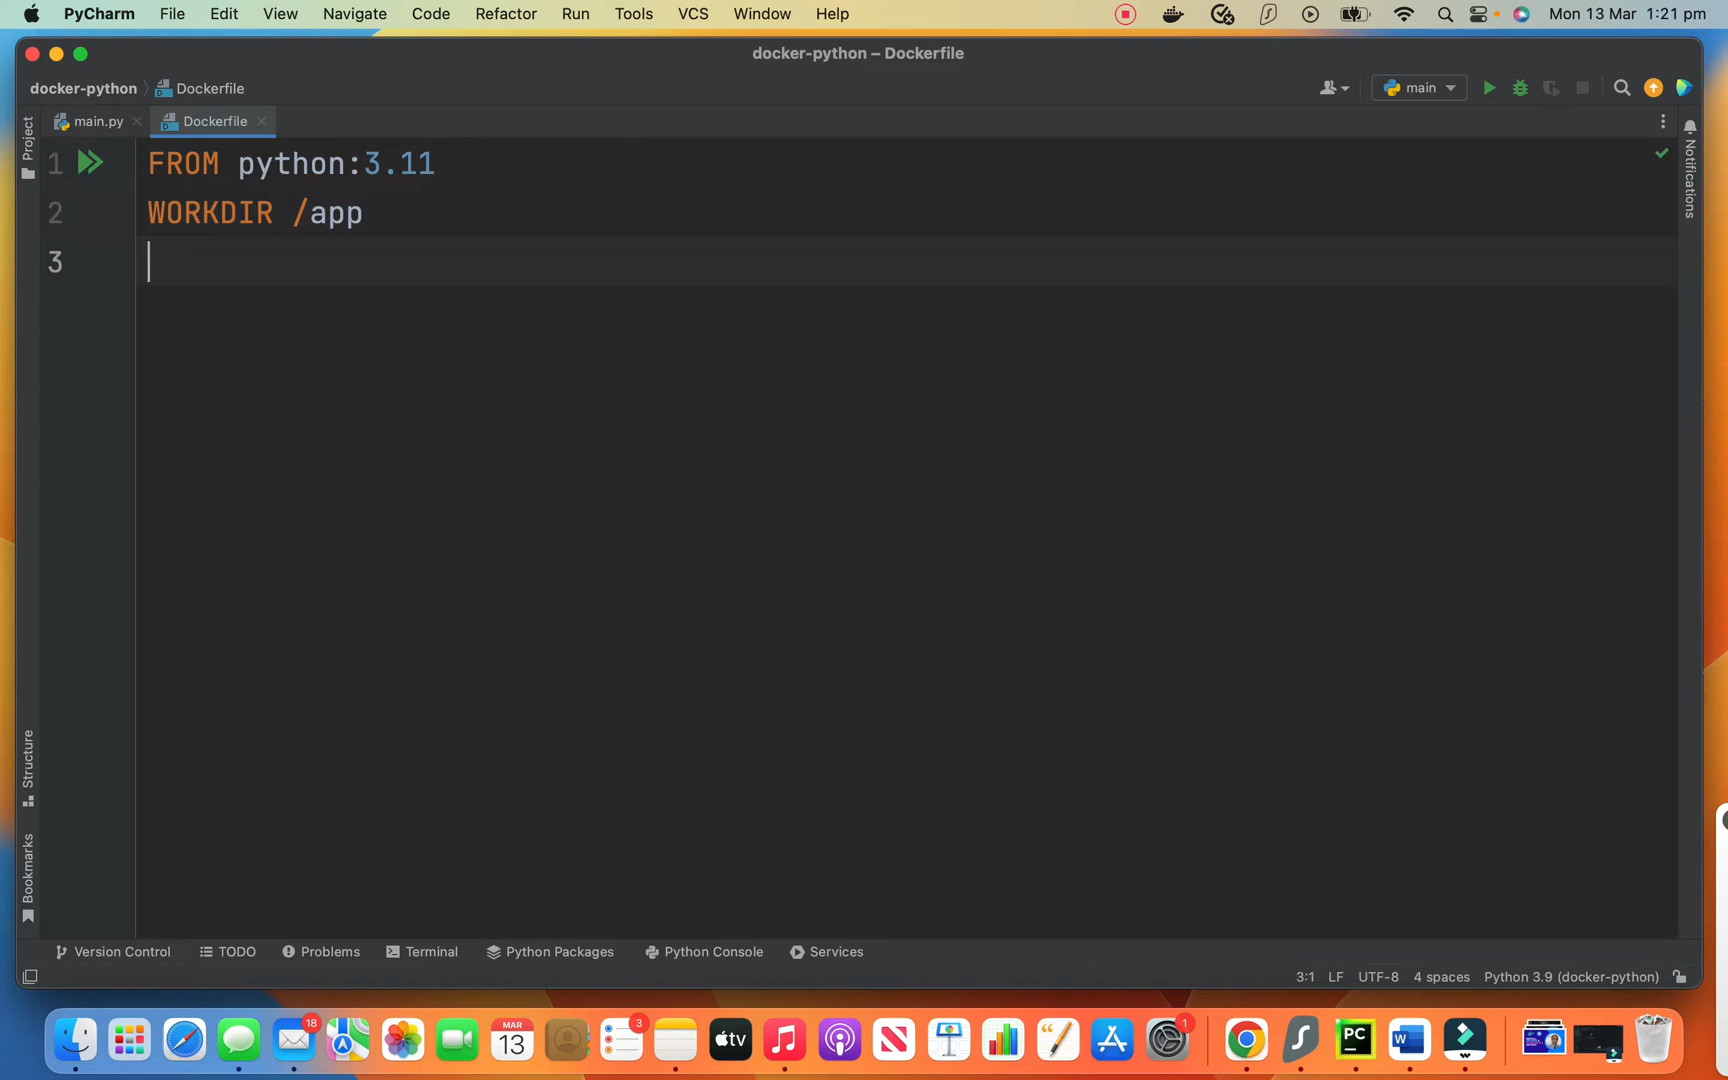 PyCharm File Edit View Navigate Code Refactor Run Tools VCS Window Help Mon 13 Mar 1:21 pm
docker-python – Dockerfile
docker-python Dockerfile main
main.py Dockerfile
Project
Notifications
1 FROM python:3.11
2 WORKDIR /app
3
Structure
Bookmarks
Version Control TODO Problems Terminal Python Packages Python Console Services
3:1 LF UTF-8 4 spaces Python 3.9 (docker-python)
18 MAR 13 3 tv 1 PC W